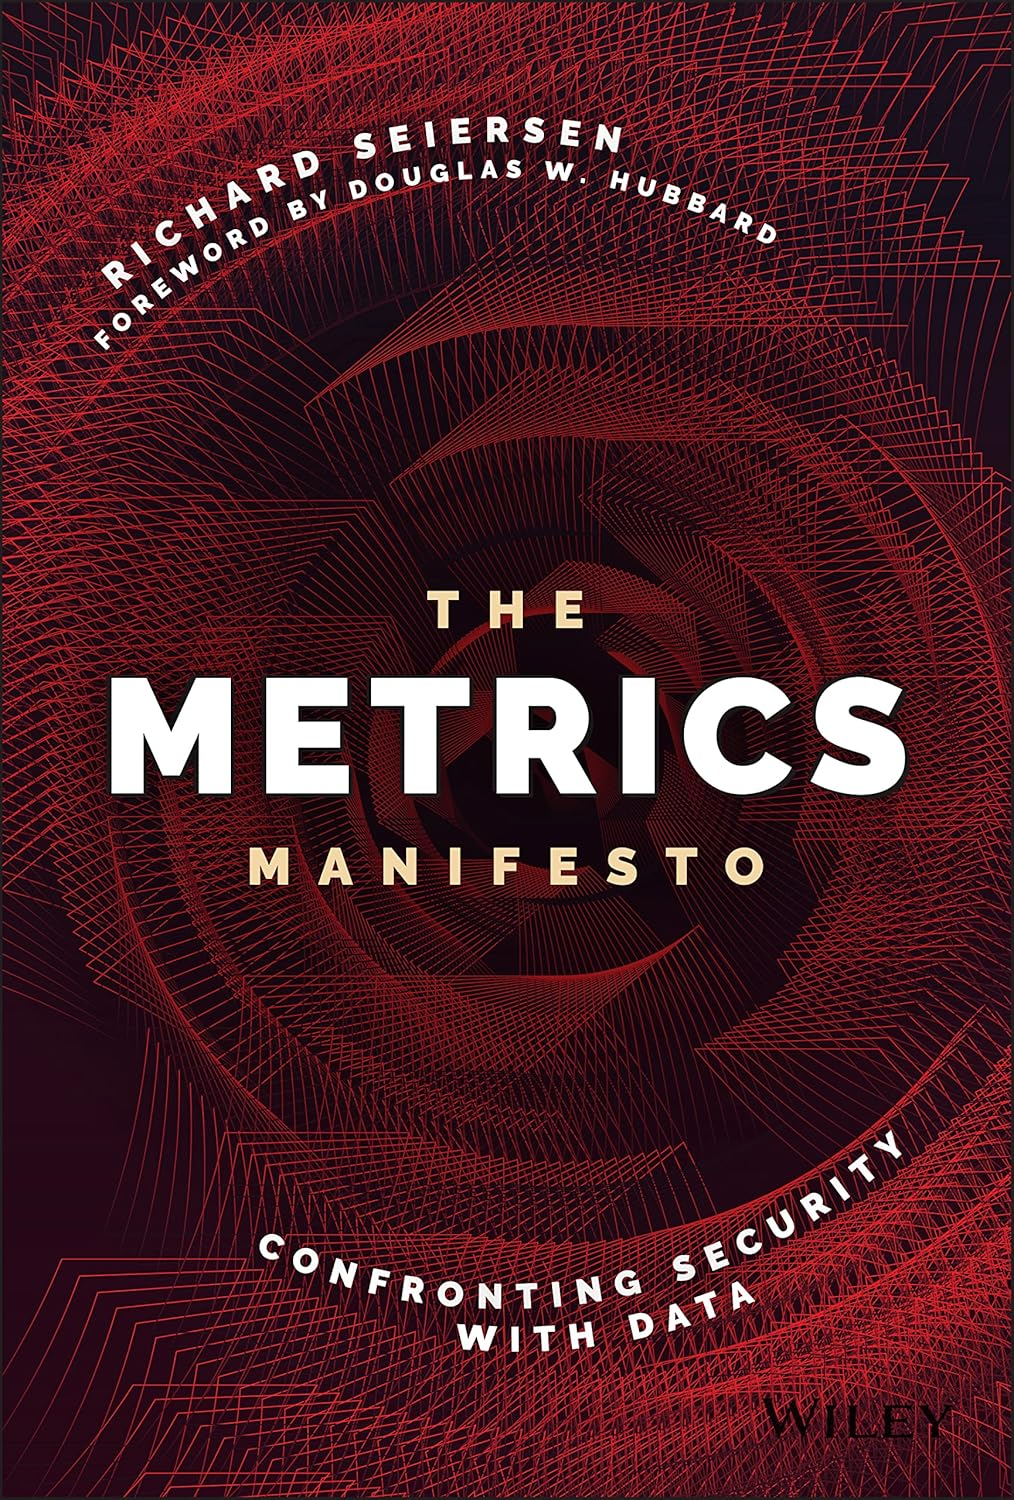 RICHARD SEIERSEN
FOREWORD BY DOUGLAS W. HUBBARD
THE
METRICS
MANIFESTO
CONFRONTING SECURITY
WITH DATA
WILEY